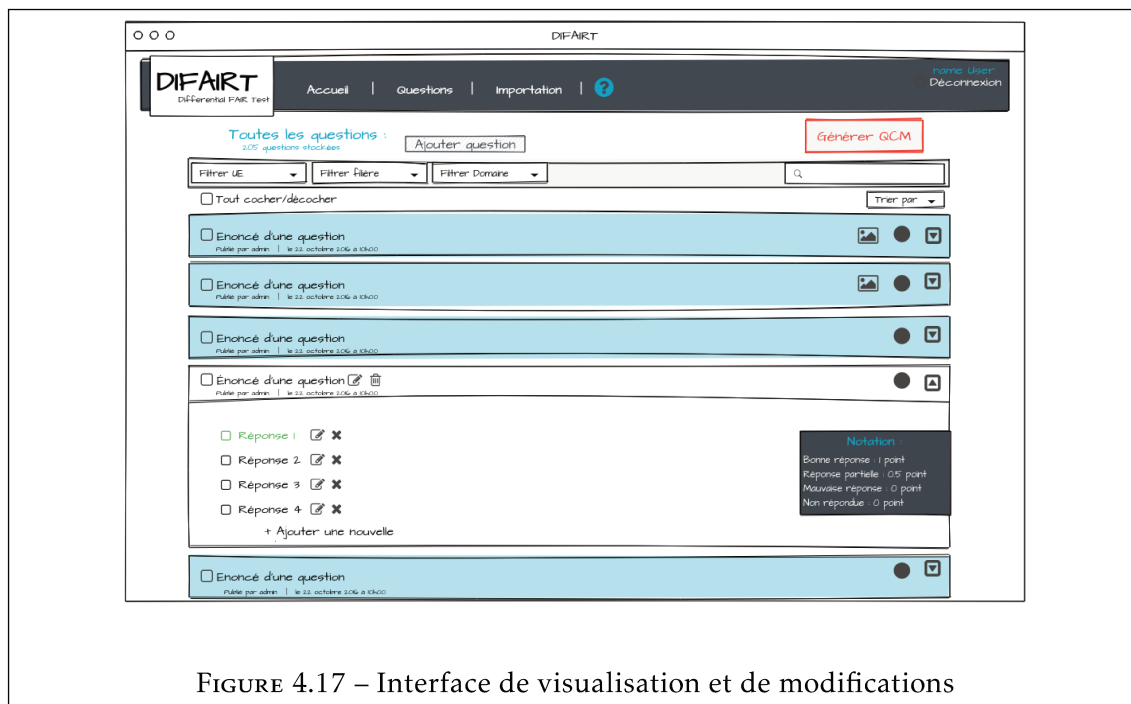 DIFAIRT
DIFAIRT
Differential FAIR Test
Accueil | Questions | Importation | ?
name User
Déconnexion
Toutes les questions :
205 questions stockées
Ajouter question
Générer QCM
Filtrer UE
Filtrer filière
Filtrer Domaine
Tout cocher/décocher
Trier par
Enoncé d'une question
Publié par admin | le 22 octobre 2016 à 10h00
Enoncé d'une question
Publié par admin | le 22 octobre 2016 à 10h00
Enoncé d'une question
Publié par admin | le 22 octobre 2016 à 10h00
Énoncé d'une question
Publié par admin | le 22 octobre 2016 à 10h00
Réponse 1
Réponse 2
Réponse 3
Réponse 4
+ Ajouter une nouvelle
Notation :
Bonne réponse : 1 point
Réponse partielle : 0.5 point
Mauvaise réponse : 0 point
Non répondue : 0 point
Enoncé d'une question
Publié par admin | le 22 octobre 2016 à 10h00
FIGURE 4.17 – Interface de visualisation et de modifications